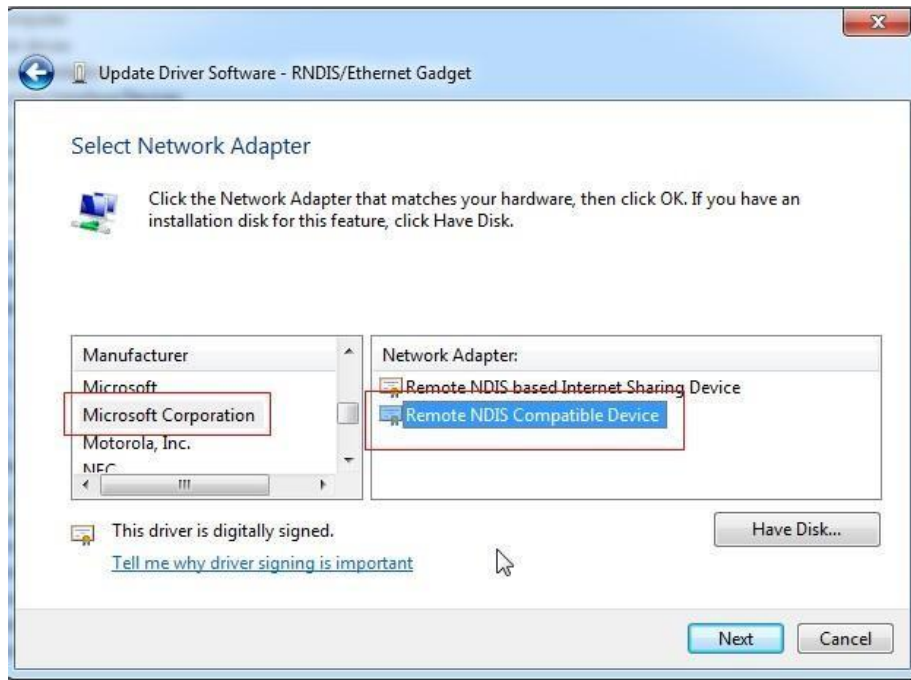 Update Driver Software - RNDIS/Ethernet Gadget
Select Network Adapter
Click the Network Adapter that matches your hardware, then click OK. If you have an
installation disk for this feature, click Have Disk.
Manufacturer
Microsoft
Microsoft Corporation
Motorola, Inc.
NEC
Network Adapter:
Remote NDIS based Internet Sharing Device
Remote NDIS Compatible Device
This driver is digitally signed.
Have Disk...
Tell me why driver signing is important
Next
Cancel